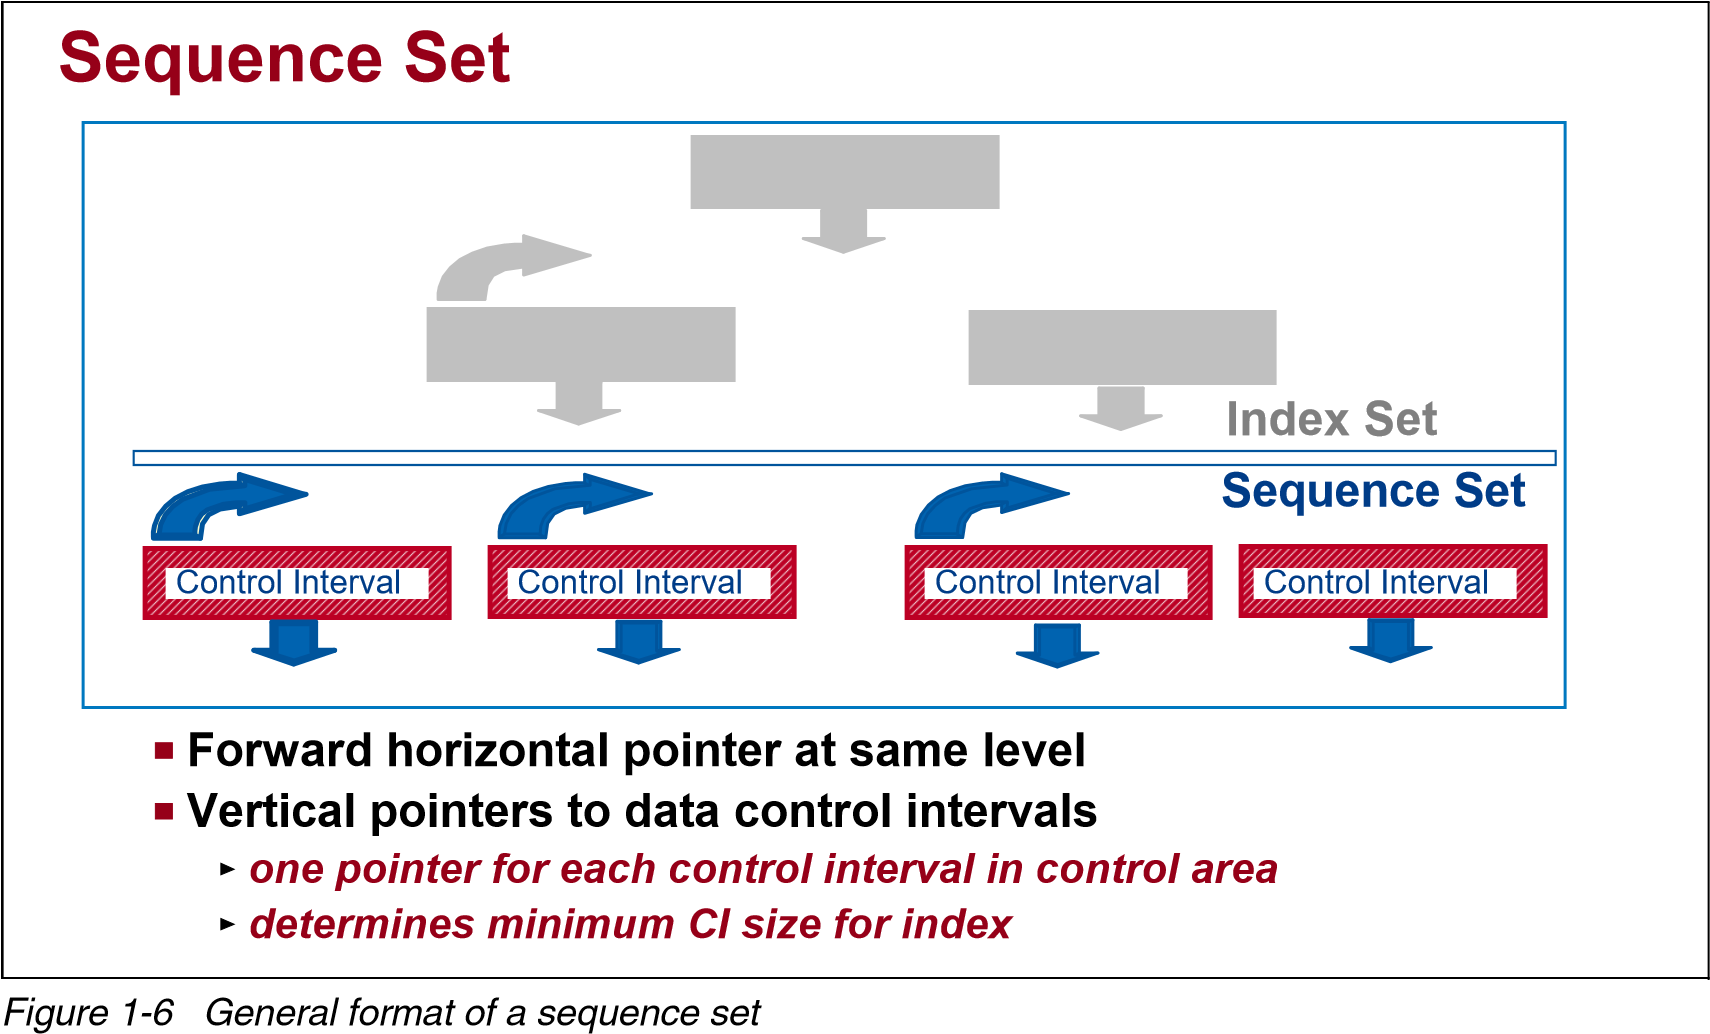 Sequence Set
Index Set
Sequence Set
Control Interval
Control Interval
Control Interval
Control Interval
Forward horizontal pointer at same level
Vertical pointers to data control intervals
one pointer for each control interval in control area
determines minimum CI size for index
Figure 1-6 General format of a sequence set